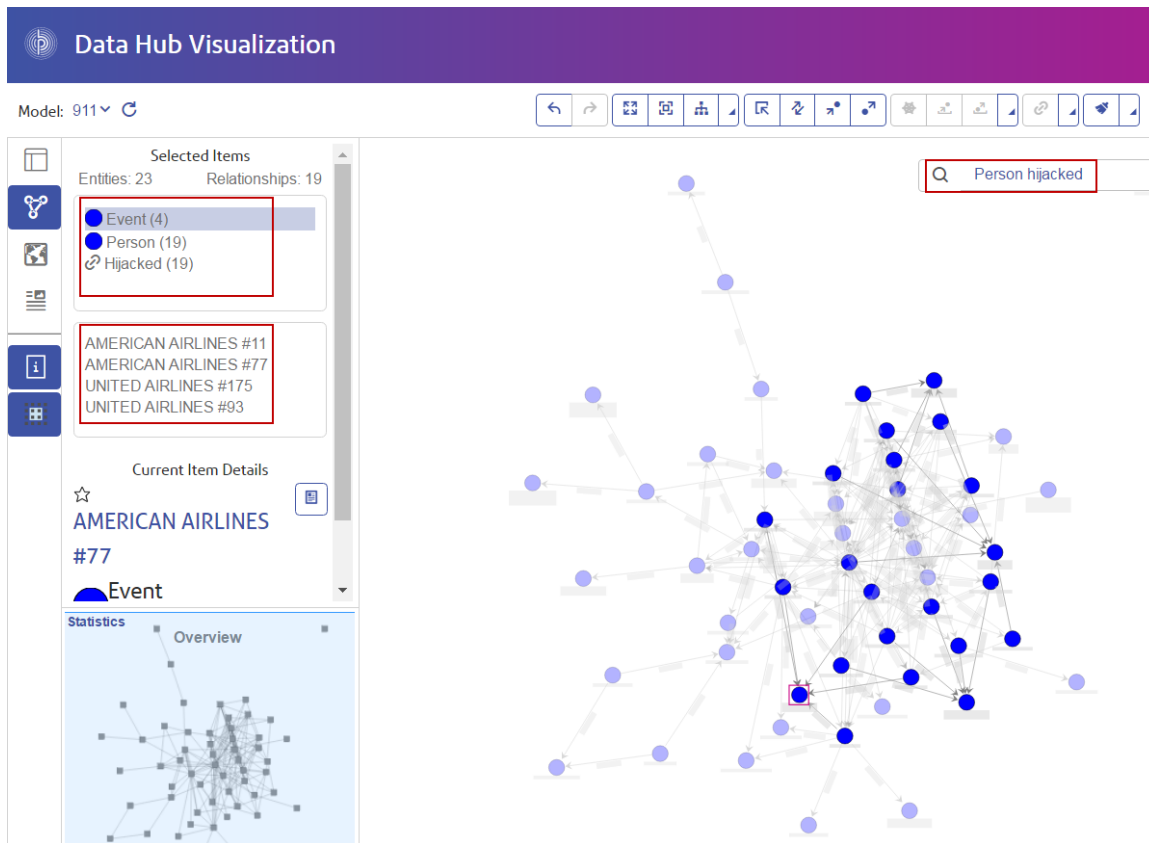 Data Hub Visualization
Model: 911
Selected Items
Entities: 23 Relationships: 19
Event (4)
Person (19)
Hijacked (19)
AMERICAN AIRLINES #11
AMERICAN AIRLINES #77
UNITED AIRLINES #175
UNITED AIRLINES #93
Current Item Details
AMERICAN AIRLINES
#77
Event
Statistics
Overview
Person hijacked